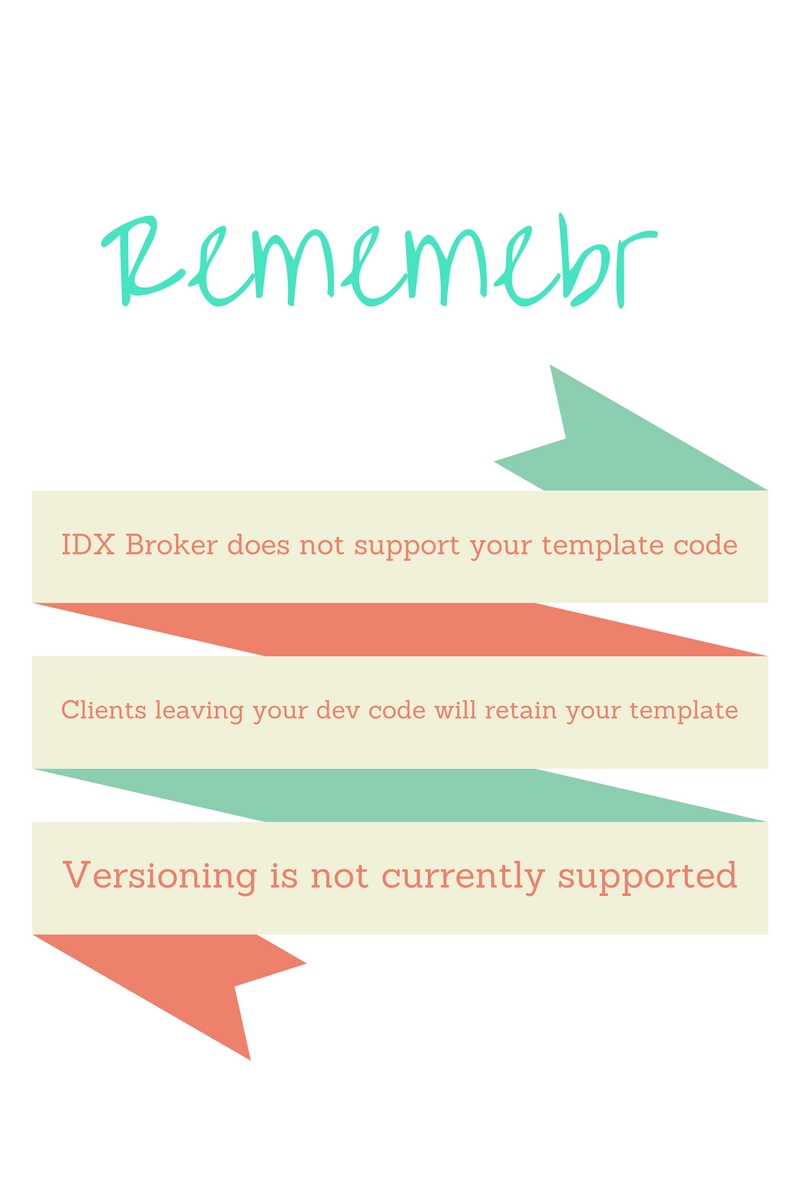 Rememebr
IDX Broker does not support your template code
Clients leaving your dev code will retain your template
Versioning is not currently supported